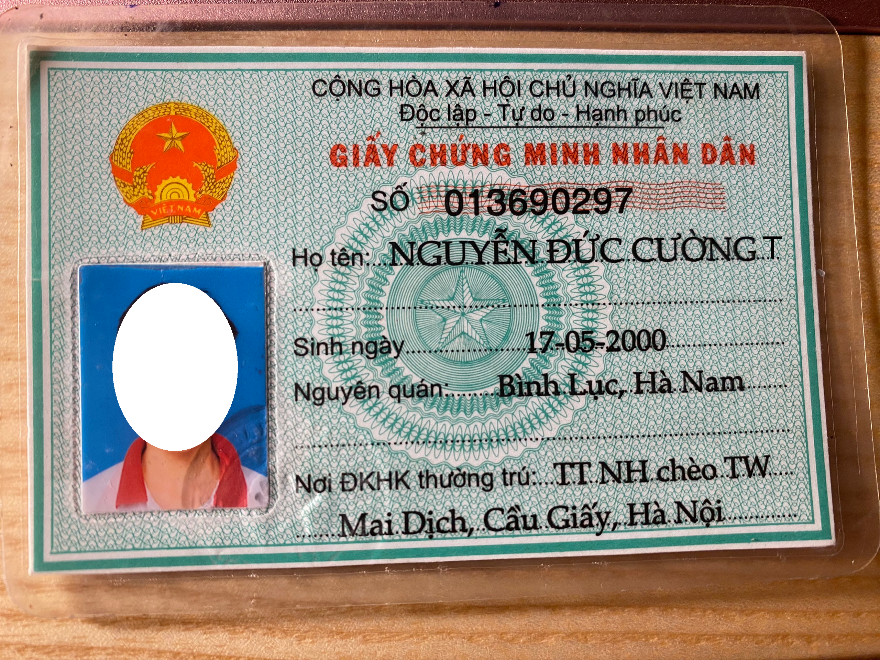 CỘNG HÒA XÃ HỘI CHỦ NGHĨA VIỆT NAM
Độc lập - Tự do - Hạnh phúc
GIẤY CHỨNG MINH NHÂN DÂN
SỐ 013690297
VIỆT NAM
Họ tên: NGUYỄN ĐỨC CƯỜNG T
Sinh ngày 17-05-2000
Nguyên quán: Bình Lục, Hà Nam
Nơi ĐKHK thường trú: TT NH chèo TW
Mai Dịch, Cầu Giấy, Hà Nội